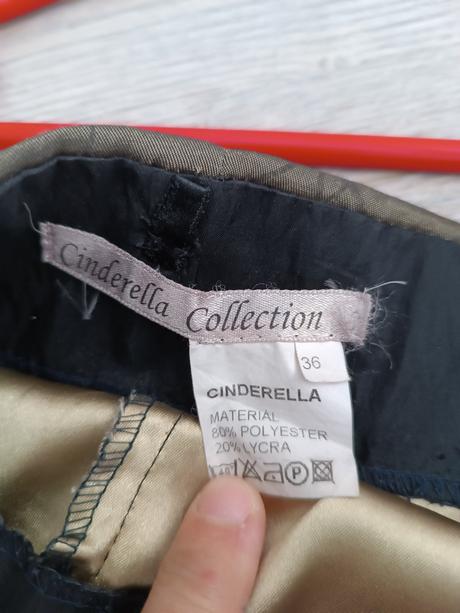 Cinderella Collection
36
CINDERELLA
MATERIAL
80% POLYESTER
20% LYCRA
P